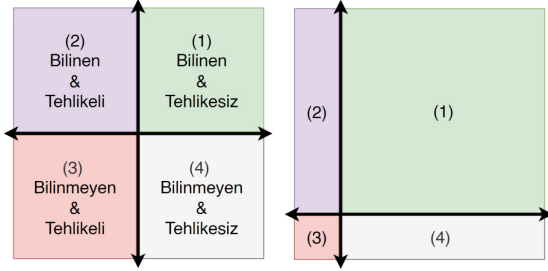 (2)
Bilinen
&
Tehlikeli
(1)
Bilinen
&
Tehlikesiz
(3)
Bilinmeyen
&
Tehlikeli
(4)
Bilinmeyen
&
Tehlikesiz
(2)
(1)
(3)
(4)